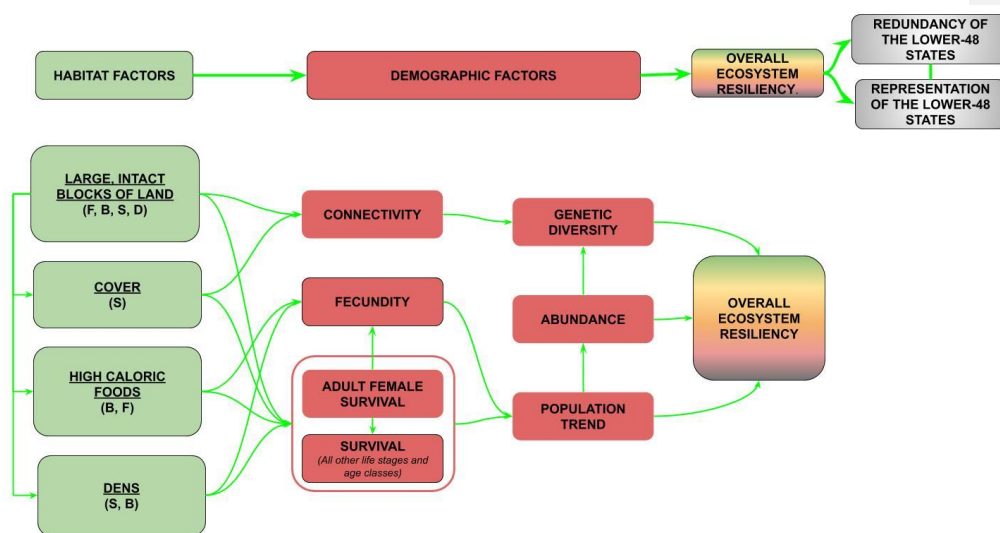 HABITAT FACTORS
DEMOGRAPHIC FACTORS
OVERALL
ECOSYSTEM
RESILIENCY.
REDUNDANCY OF
THE LOWER-48
STATES
REPRESENTATION
OF THE LOWER-48
STATES
LARGE, INTACT
BLOCKS OF LAND
(F, B, S, D)
COVER
(S)
HIGH CALORIC
FOODS
(B, F)
DENS
(S, B)
CONNECTIVITY
FECUNDITY
ADULT FEMALE
SURVIVAL
SURVIVAL
(All other life stages and
age classes)
GENETIC
DIVERSITY
ABUNDANCE
POPULATION
TREND
OVERALL
ECOSYSTEM
RESILIENCY